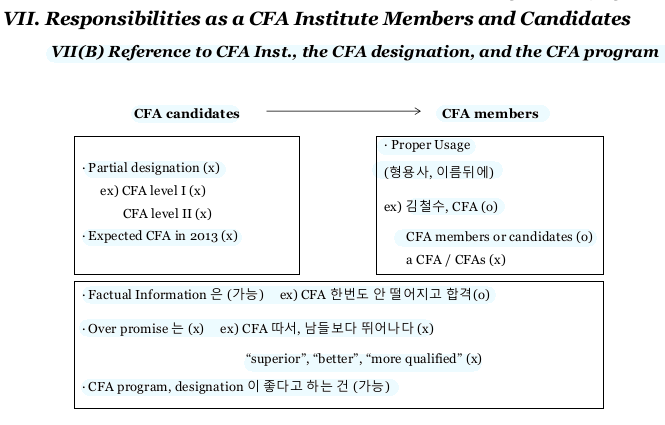 VII. Responsibilities as a CFA Institute Members and Candidates
VII(B) Reference to CFA Inst., the CFA designation, and the CFA program
CFA candidates
· Partial designation (x)
ex) CFA level I (x)
CFA level II (x)
· Expected CFA in 2013 (x)
CFA members
· Proper Usage
(형용사, 이름뒤에)
ex) 김철수, CFA (o)
CFA members or candidates (o)
a CFA / CFAs (x)
· Factual Information 은 (가능) ex) CFA 한번도 안 떨어지고 합격(o)
· Over promise 는 (x) ex) CFA 따서, 남들보다 뛰어나다 (x)
“superior”, “better”, “more qualified” (x)
· CFA program, designation 이 좋다고 하는 건 (가능)